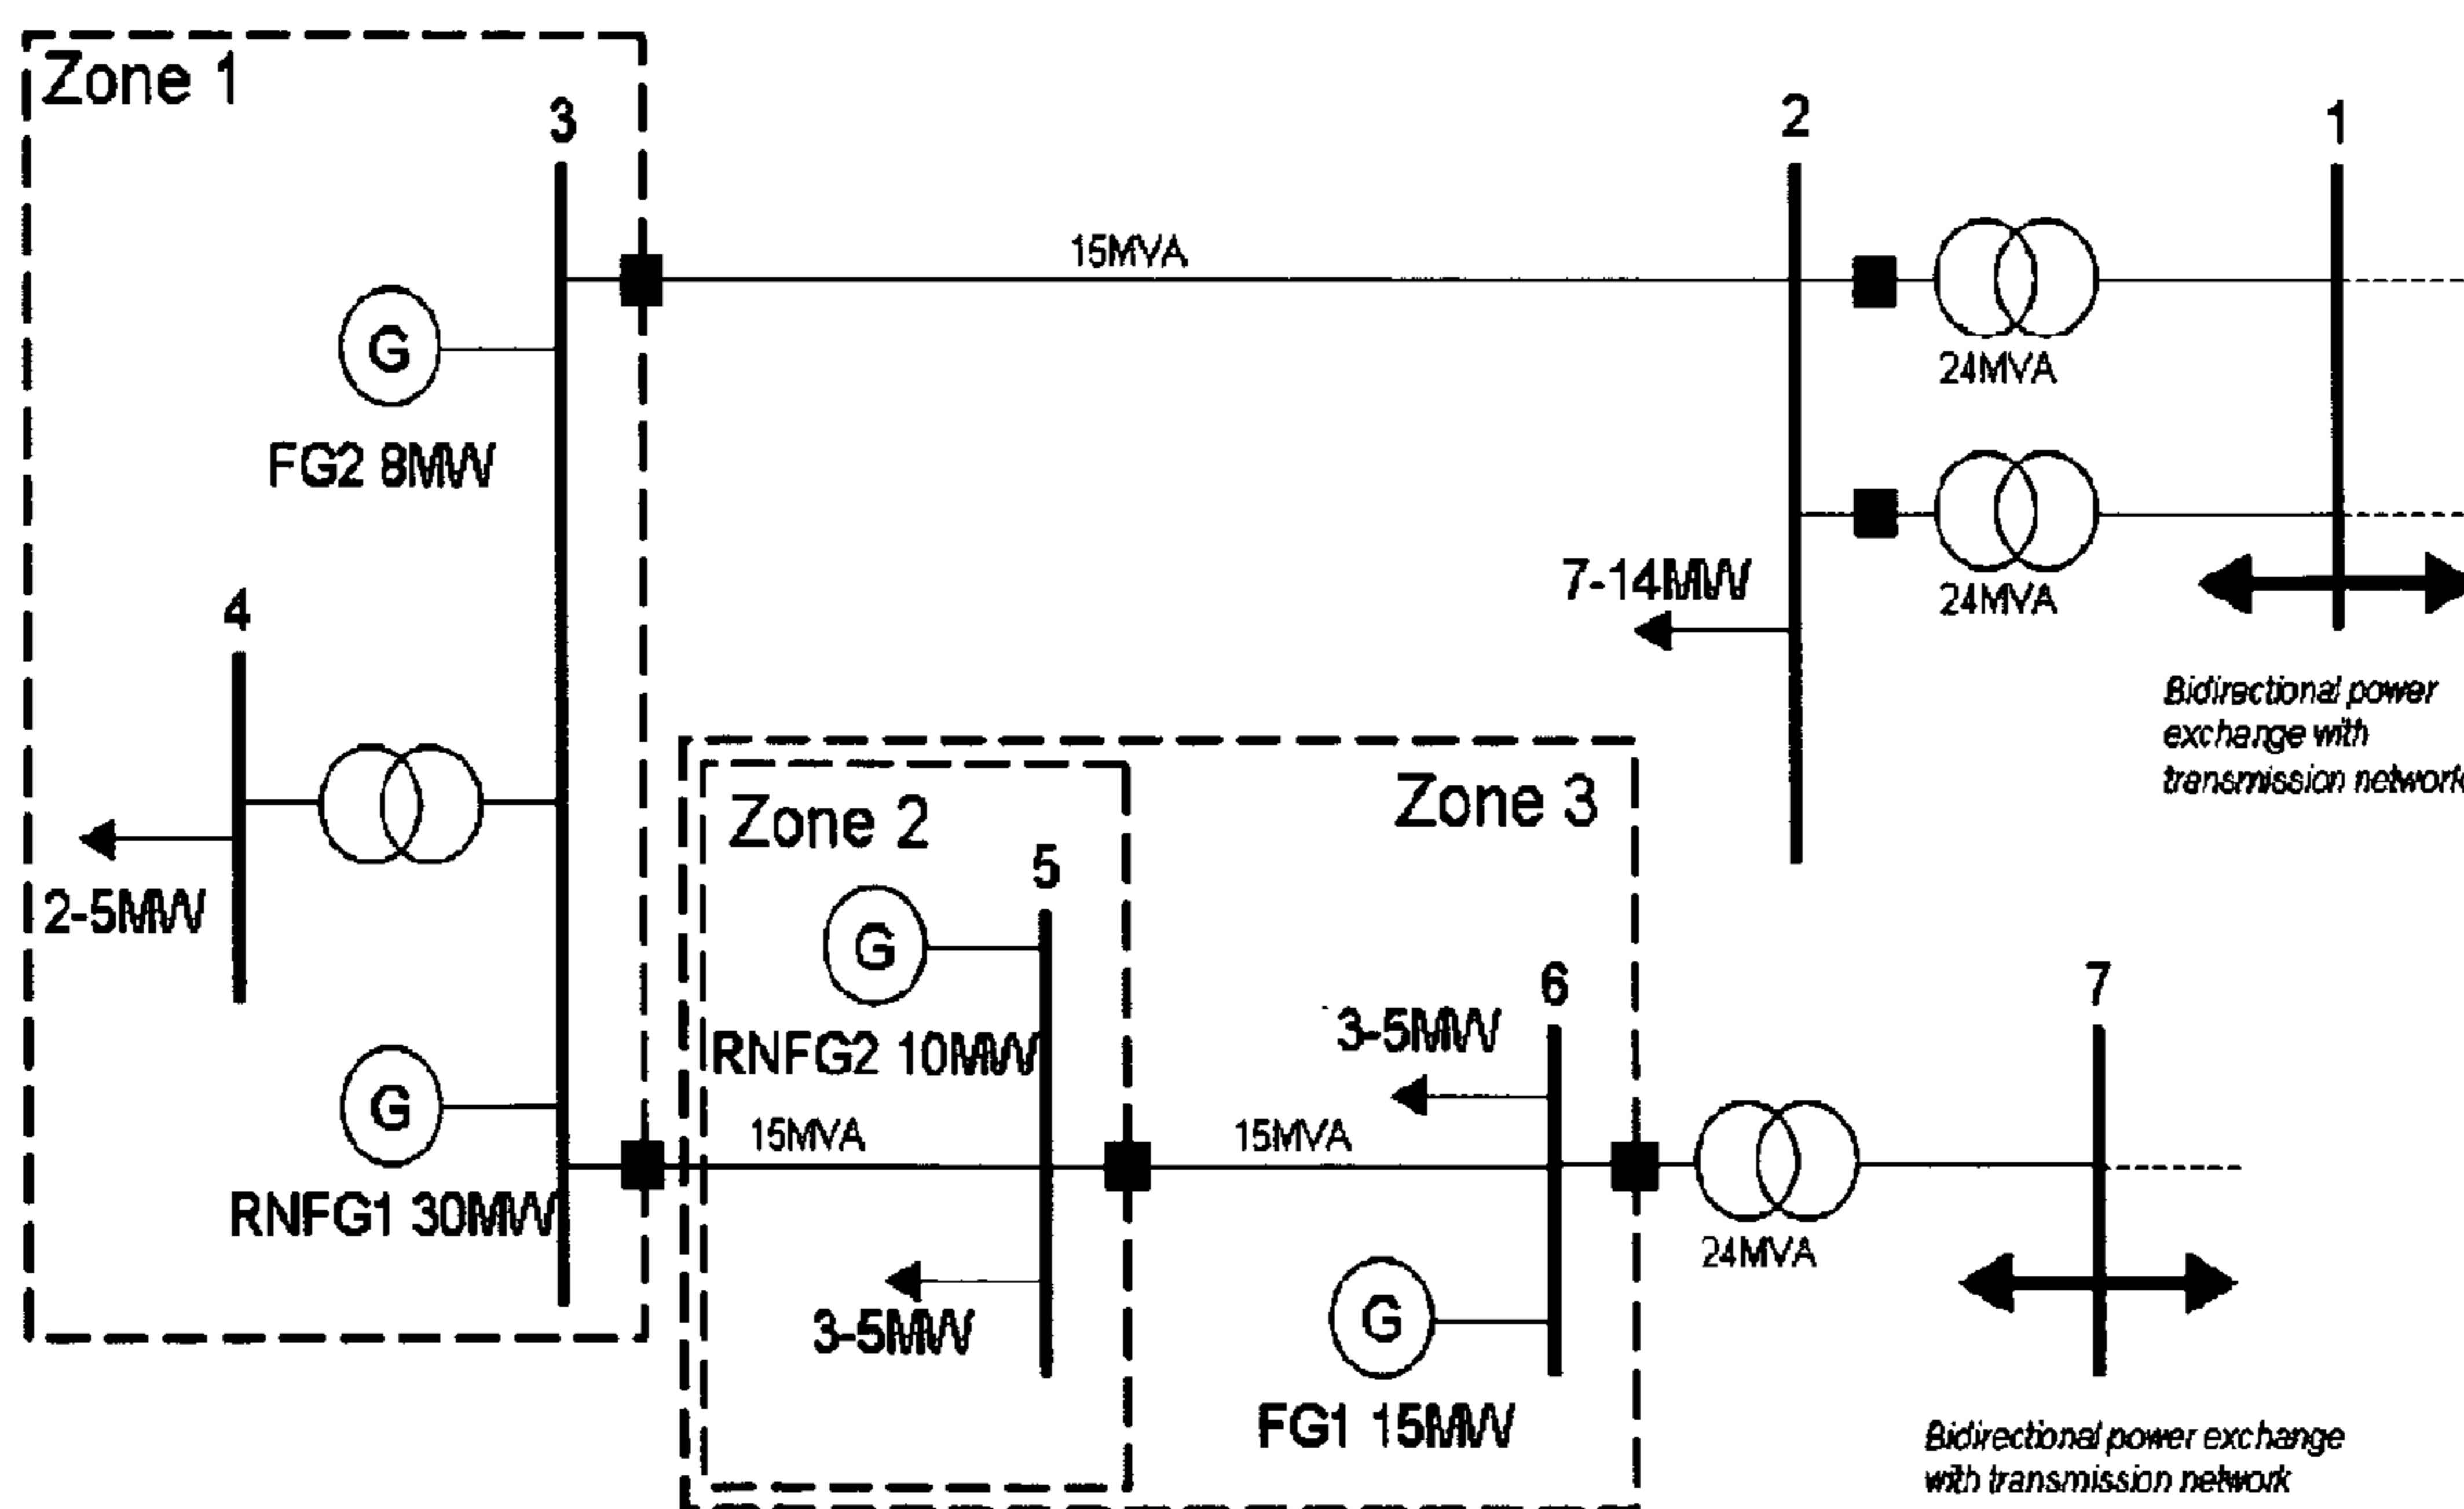 Zone 1
3
2
1
15MVA
G
FG2 8MW
24MVA
7-14MW
24MVA
4
Bidirectional power
exchange with
transmission network
2-5MW
Zone 3
Zone 2
5
G
RNFG2 10MW
6
7
3-5MW
G
15MVA
15MVA
RNFG1 30MW
24MVA
3-5MW
G
FG1 15MW
Bidirectional power exchange
with transmission network